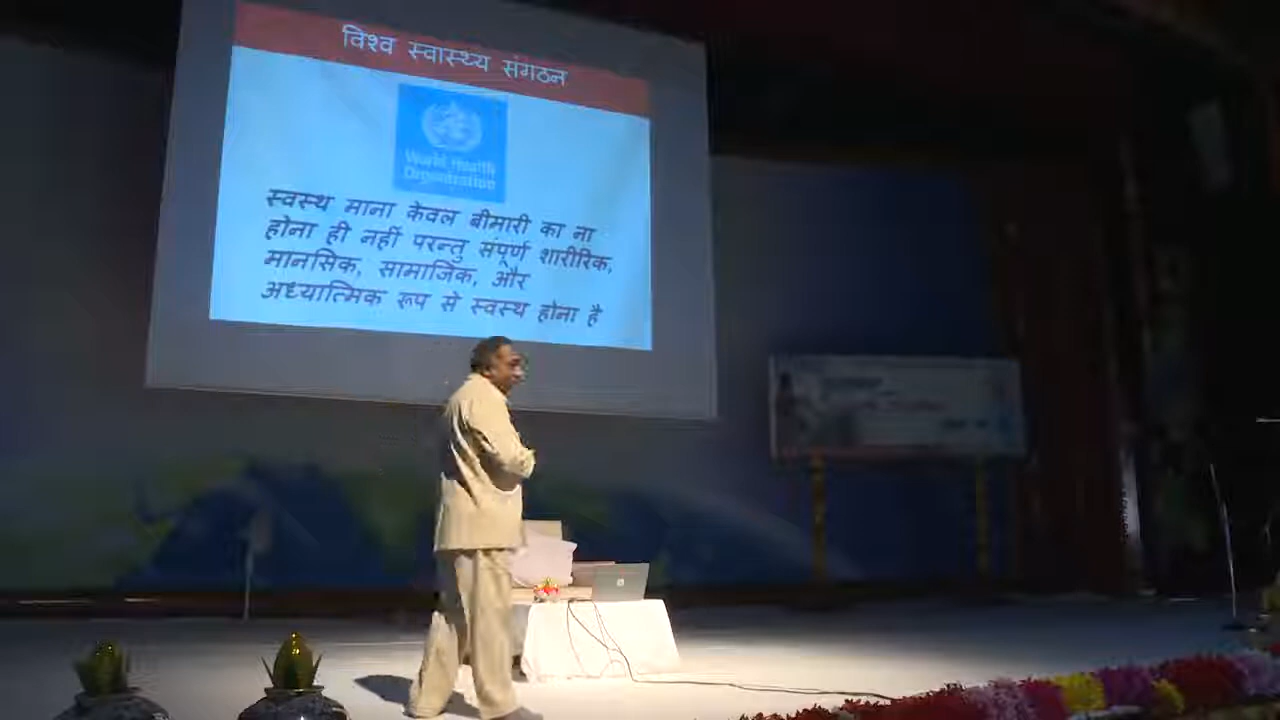 विश्व स्वास्थ्य संगठन
World Health
Organization
स्वस्थ माना केवल बीमारी का ना
होना ही नहीं परन्तु संपूर्ण शारीरिक,
मानसिक, सामाजिक, और
अध्यात्मिक रूप से स्वस्थ होना है